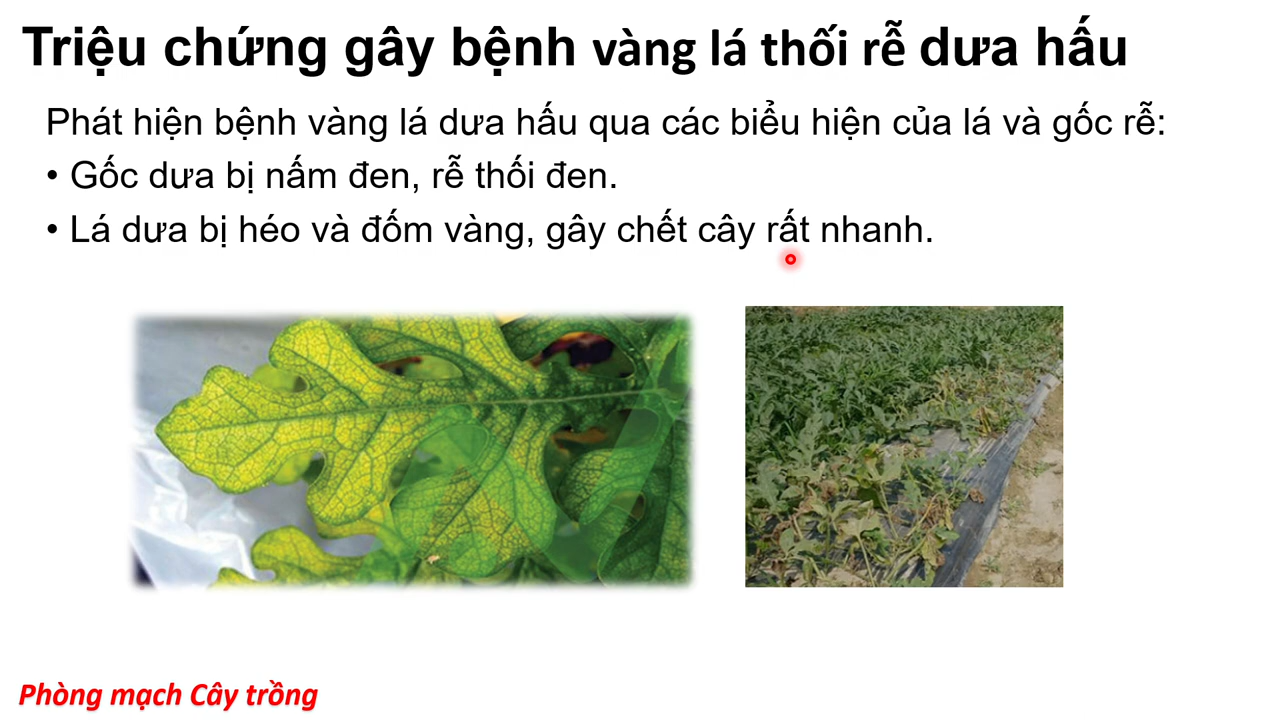 Triệu chứng gây bệnh vàng lá thối rễ dưa hấu
Phát hiện bệnh vàng lá dưa hấu qua các biểu hiện của lá và gốc rễ:
• Gốc dưa bị nấm đen, rễ thối đen.
• Lá dưa bị héo và đốm vàng, gây chết cây rất nhanh.
Phòng mạch Cây trồng